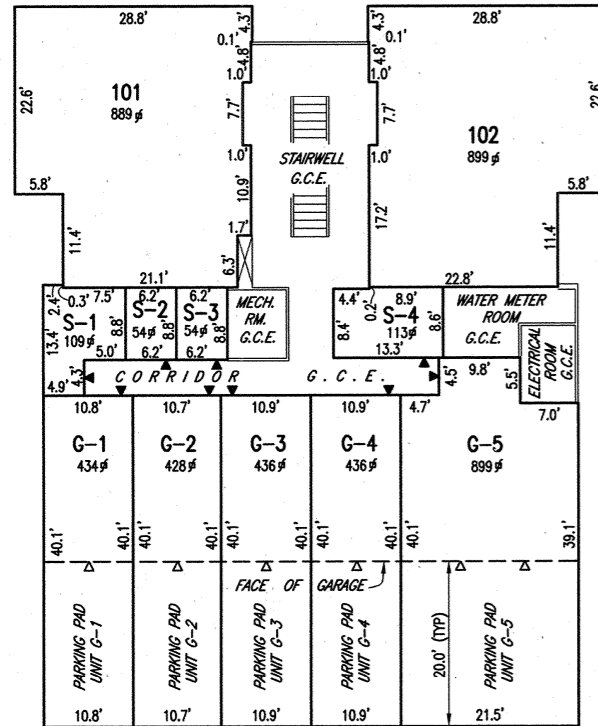 28.8'
28.8'
4.3'
0.1'
4.8'
1.0'
4.3'
0.1'
4.8'
1.0'
22.6'
101
889 ⌀
7.7'
7.7'
102
899 ⌀
22.6'
STAIRWELL
G.C.E.
1.0'
1.0'
5.8'
10.9'
17.2'
5.8'
11.4'
1.7'
11.4'
6.3'
21.1'
22.8'
2.4'
0.3'
7.5'
6.2'
6.2'
4.4'
0.2'
8.9'
S-1
109 ⌀
S-2
54 ⌀
S-3
54 ⌀
MECH.
RM.
G.C.E.
S-4
113 ⌀
WATER METER
ROOM
G.C.E.
13.4'
8.8'
8.8'
8.8'
8.4'
8.6'
5.0'
6.2'
6.2'
13.3'
9.8'
ELECTRICAL
ROOM
G.C.E.
4.9'
4.3'
CORRIDOR G.C.E.
4.5'
5.5'
7.0'
10.8'
10.7'
10.9'
10.9'
4.7'
G-1
434 ⌀
G-2
428 ⌀
G-3
436 ⌀
G-4
436 ⌀
G-5
899 ⌀
40.1'
40.1'
40.1'
40.1'
40.1'
40.1'
40.1'
40.1'
40.1'
39.1'
FACE OF GARAGE
PARKING PAD
UNIT G-1
PARKING PAD
UNIT G-2
PARKING PAD
UNIT G-3
PARKING PAD
UNIT G-4
20.0' (TYP)
PARKING PAD
UNIT G-5
10.8'
10.7'
10.9'
10.9'
21.5'